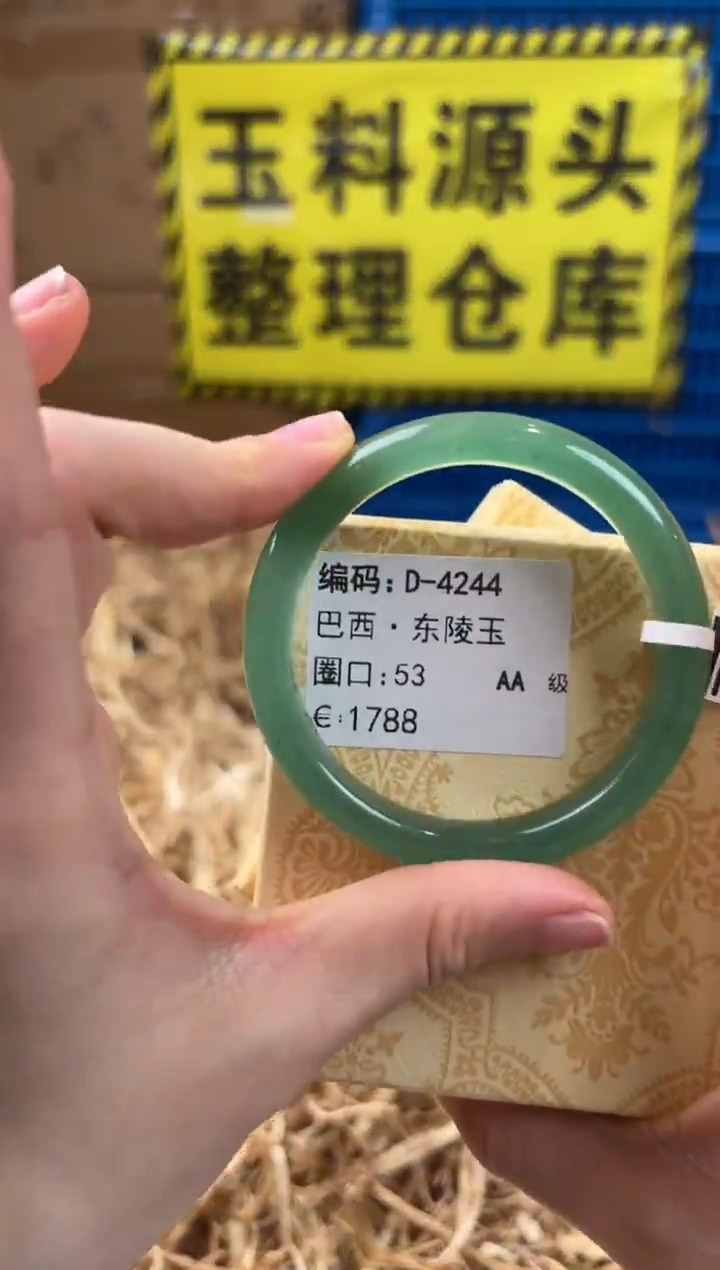 玉料源头
整理仓库
编码:D-4244
巴西·东陵玉
圈口:53 AA 级
€:1788